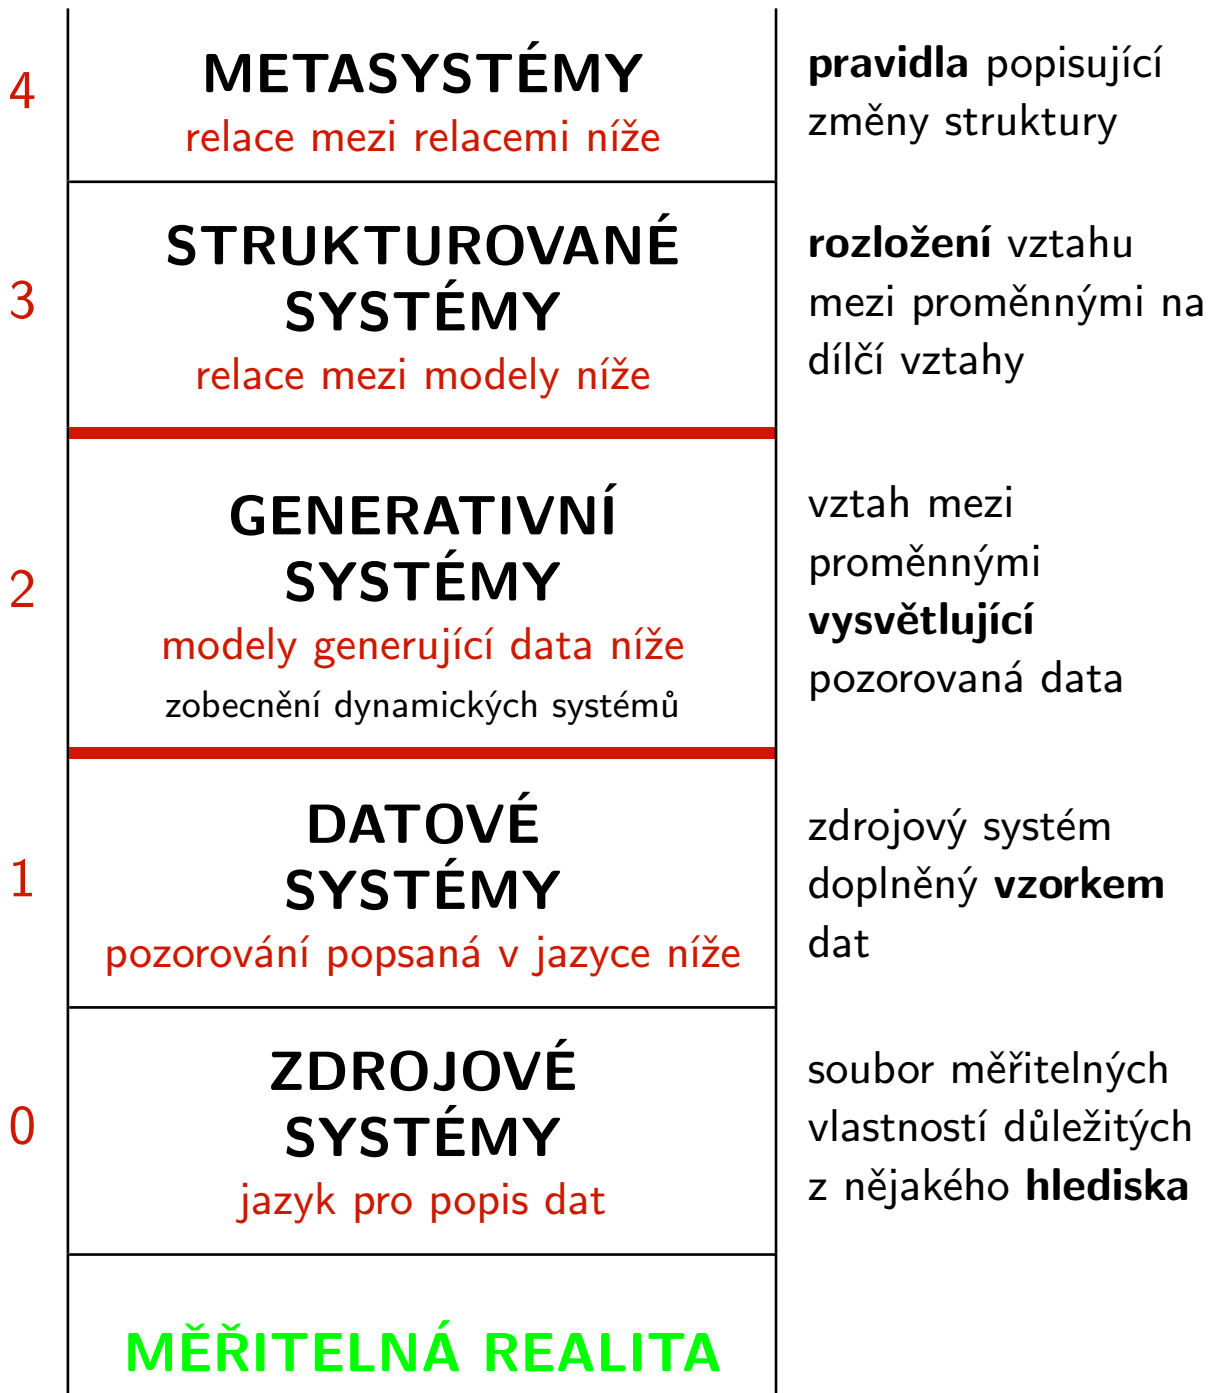 4
METASYSTÉMY
relace mezi relacemi níže
pravidla popisující
změny struktury
3
STRUKTUROVANÉ
SYSTÉMY
relace mezi modely níže
rozložení vztahu
mezi proměnnými na
dílčí vztahy
2
GENERATIVNÍ
SYSTÉMY
modely generující data níže
zobecnění dynamických systémů
vztah mezi
proměnnými
vysvětlující
pozorovaná data
1
DATOVÉ
SYSTÉMY
pozorování popsaná v jazyce níže
zdrojový systém
doplněný vzorkem
dat
0
ZDROJOVÉ
SYSTÉMY
jazyk pro popis dat
soubor měřitelných
vlastností důležitých
z nějakého hlediska
MĚŘITELNÁ REALITA